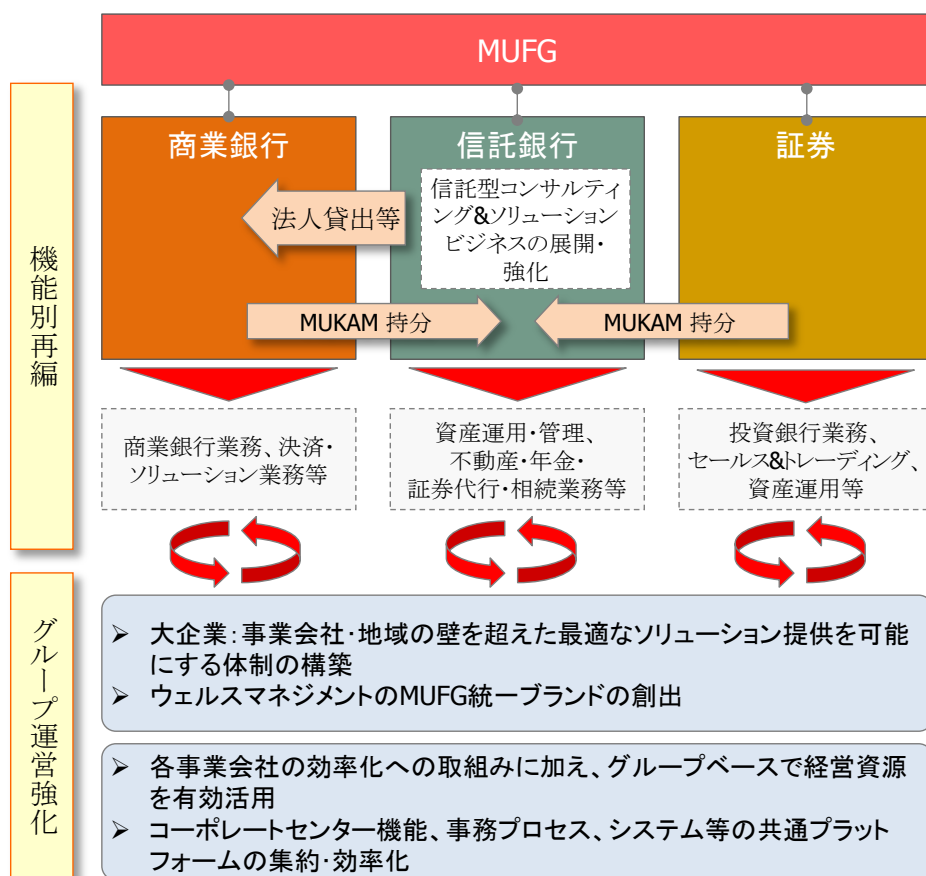 MUFG
機能別再編
商業銀行
信託銀行
証券
信託型コンサルティ
ング&ソリューション
ビジネスの展開・
強化
法人貸出等
MUKAM 持分
MUKAM 持分
商業銀行業務、決済・
ソリューション業務等
資産運用・管理、
不動産・年金・
証券代行・相続業務等
投資銀行業務、
セールス&トレーディング、
資産運用等
グループ運営強化
➢ 大企業：事業会社・地域の壁を超えた最適なソリューション提供を可能
にする体制の構築
➢ ウェルスマネジメントのMUFG統一ブランドの創出
➢ 各事業会社の効率化への取組みに加え、グループベースで経営資源
を有効活用
➢ コーポレートセンター機能、事務プロセス、システム等の共通プラット
フォームの集約・効率化